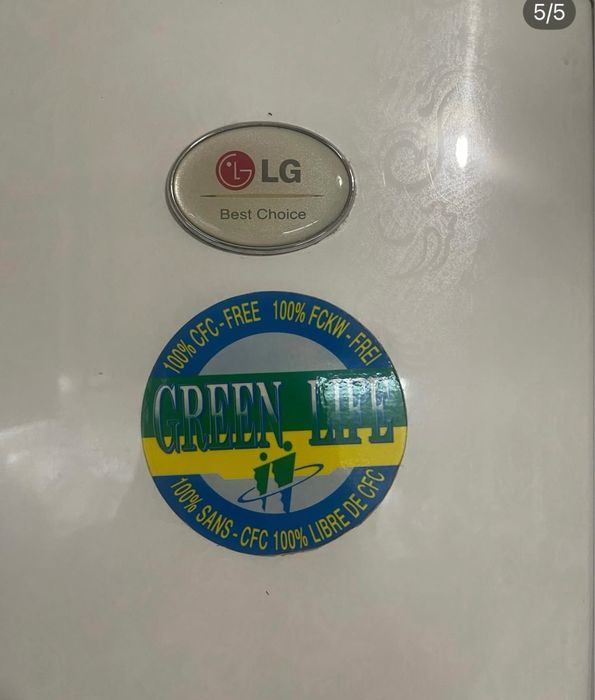 5/5
LG
Best Choice
100% CFC-FREE 100% FCKW-FREI
GREEN LIFE
100% SANS-CFC 100% LIBRE DE CFC